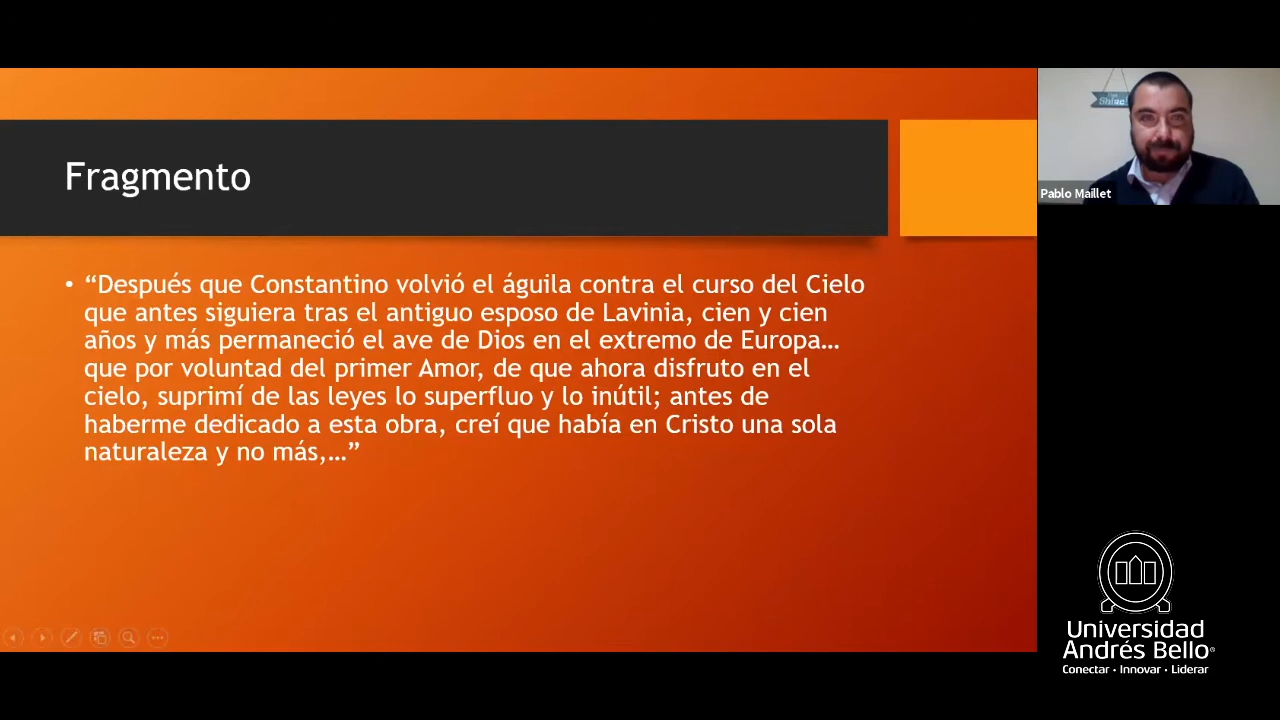 Fragmento
• “Después que Constantino volvió el águila contra el curso del Cielo
que antes siguiera tras el antiguo esposo de Lavinia, cien y cien
años y más permaneció el ave de Dios en el extremo de Europa…
que por voluntad del primer Amor, de que ahora disfruto en el
cielo, suprimí de las leyes lo superfluo y lo inútil; antes de
haberme dedicado a esta obra, creí que había en Cristo una sola
naturaleza y no más,…”
Pablo Maillet
Universidad
Andrés Bello®
Conectar • Innovar • Liderar